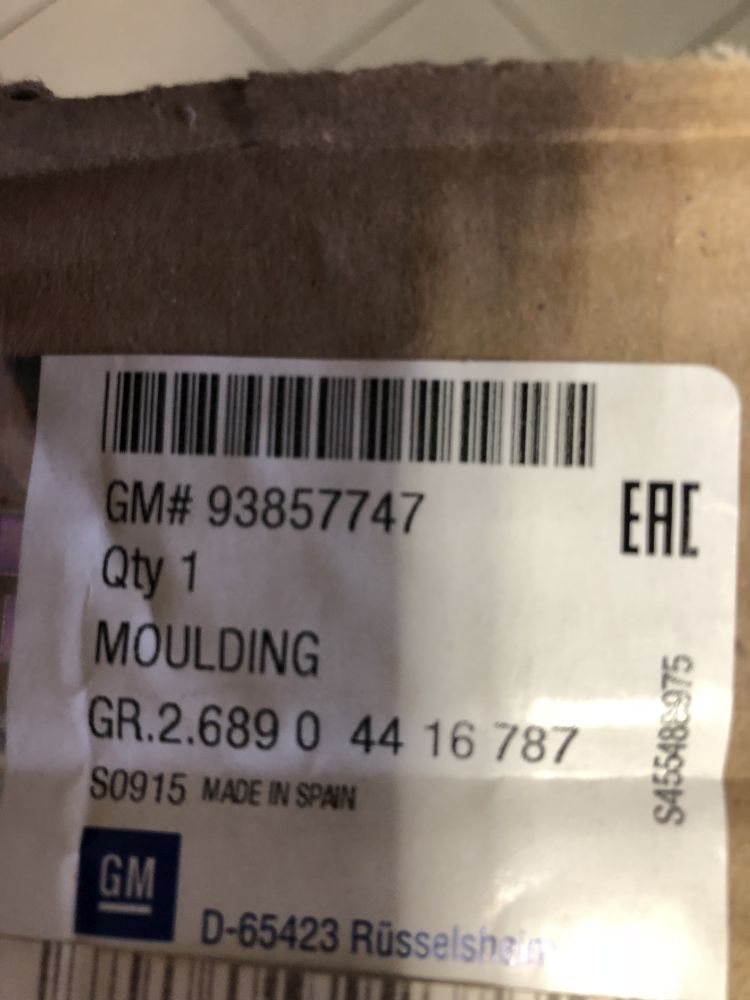 GM# 93857747
EAC
Qty 1
MOULDING
GR.2.689 0 44 16 787
S0915 MADE IN SPAIN
GM
D-65423 Rüsselsheim